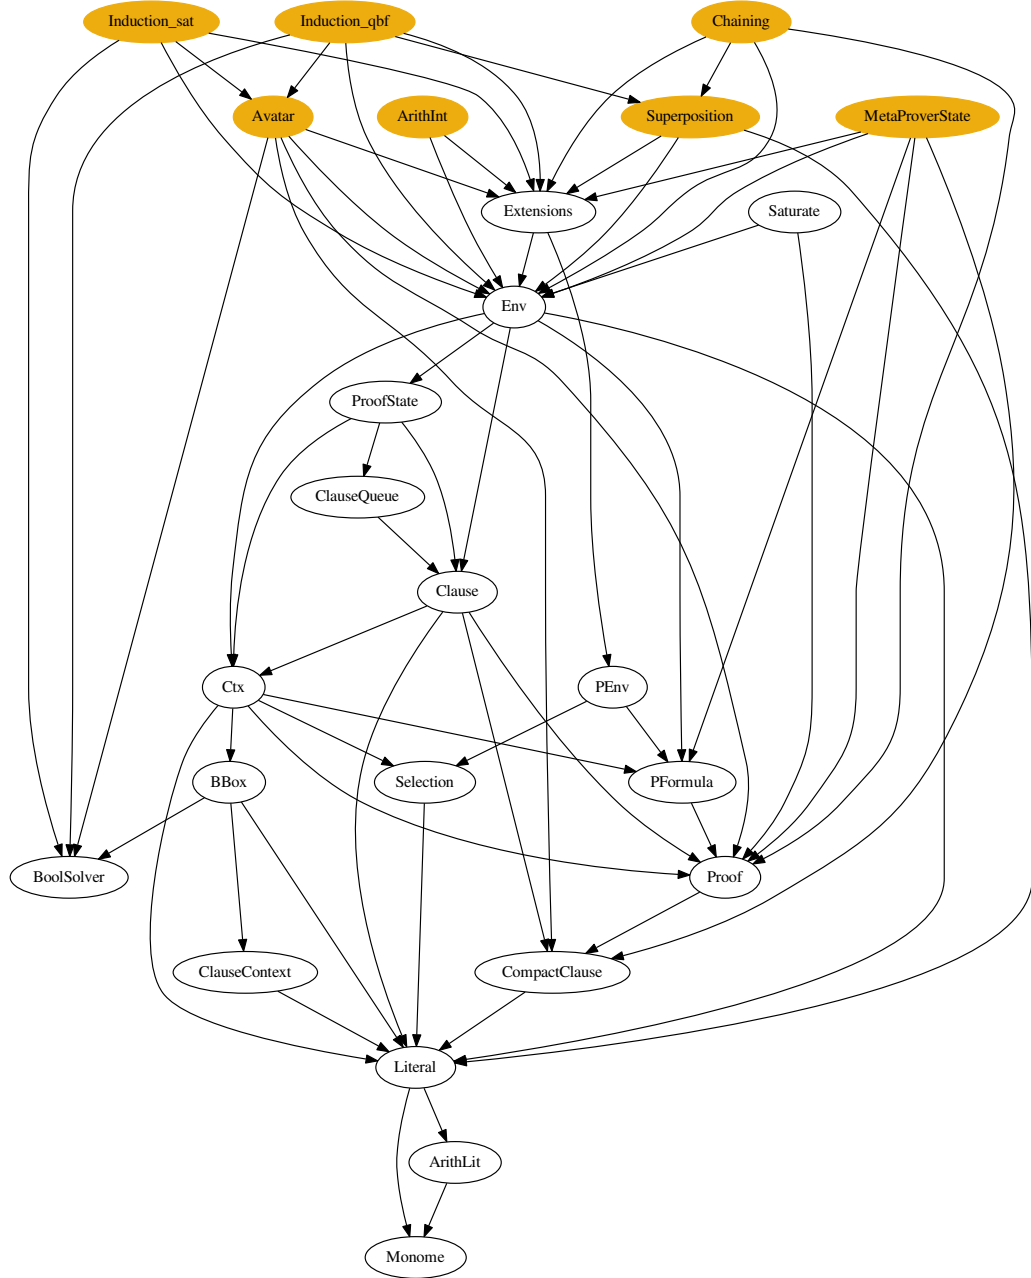 Induction_sat
Induction_qbf
Chaining
Avatar
ArithInt
Superposition
MetaProverState
Extensions
Saturate
Env
ProofState
ClauseQueue
Clause
Ctx
PEnv
BBox
Selection
PFormula
BoolSolver
Proof
ClauseContext
CompactClause
Literal
ArithLit
Monome